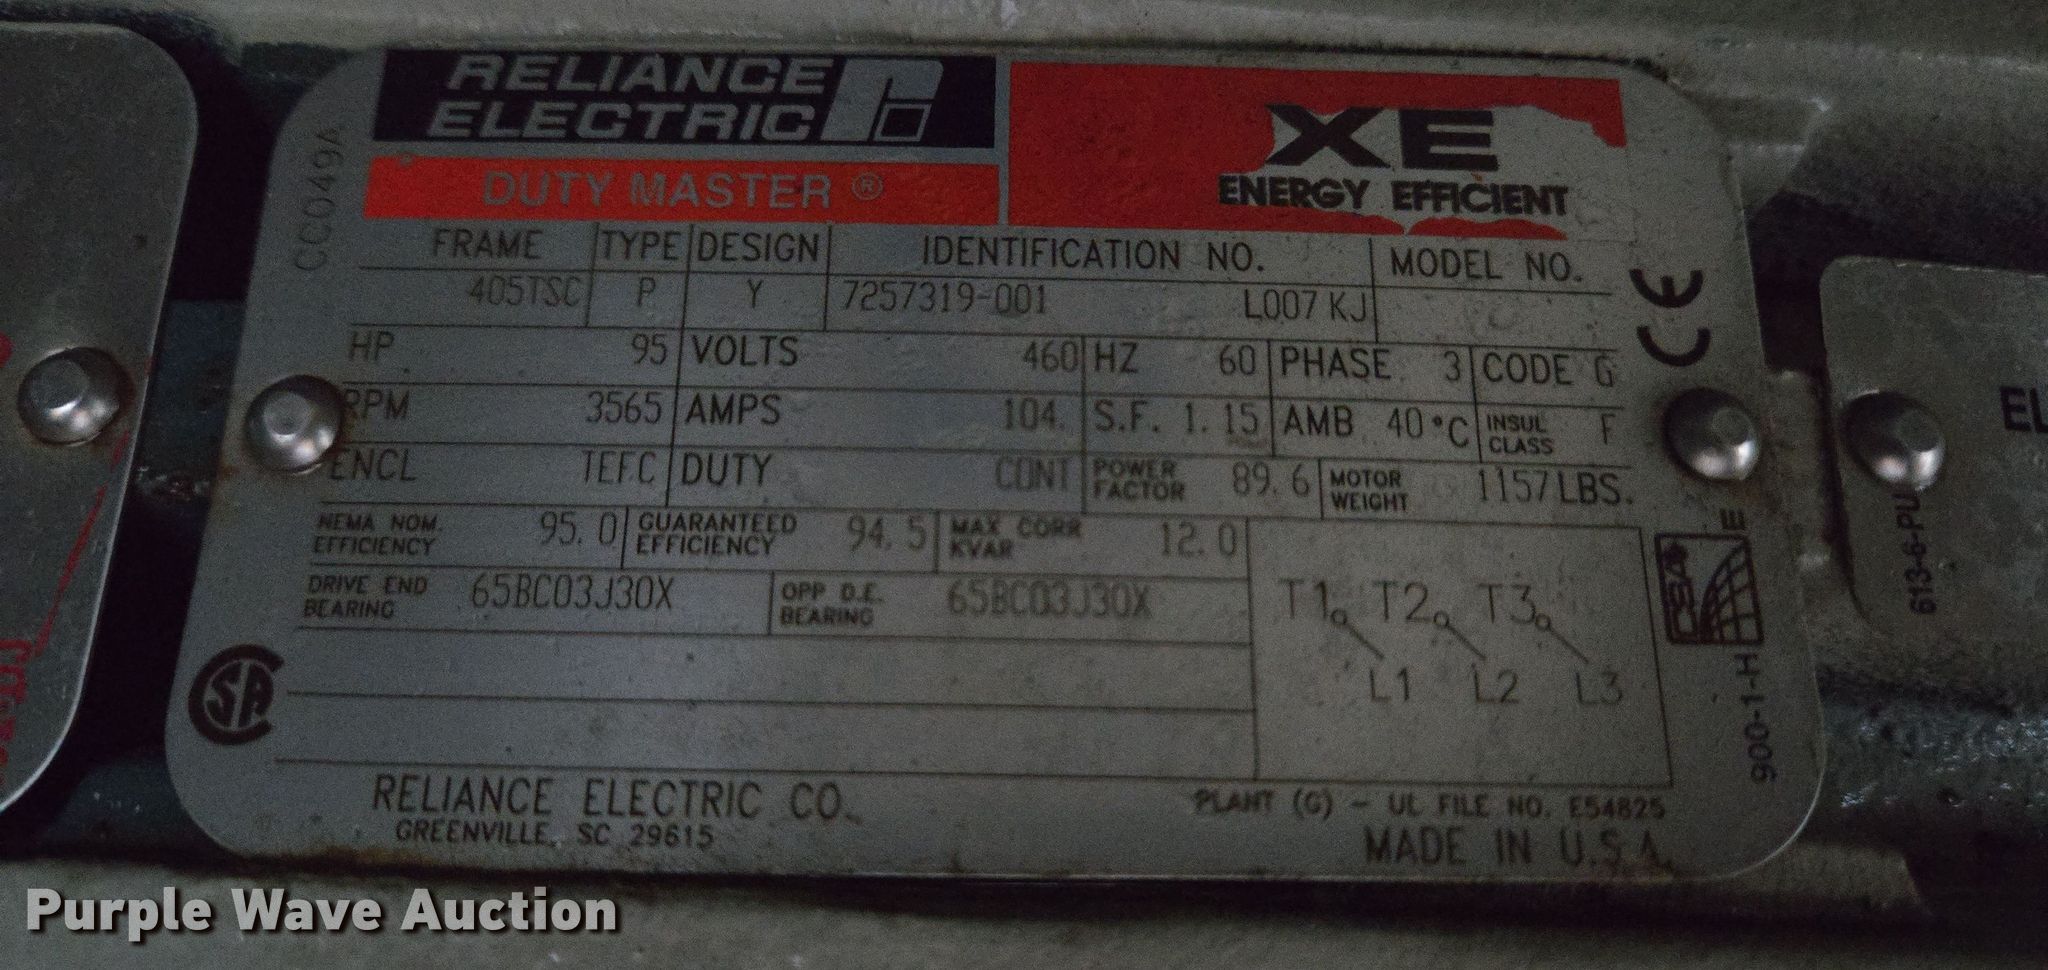 RELIANCE
ELECTRIC
DUTY MASTER ®
XE
ENERGY EFFICIENT
CC049A
FRAME TYPE DESIGN IDENTIFICATION NO. MODEL NO.
405TSC P Y 7257319-001 L007 KJ
HP 95 VOLTS 460 HZ 60 PHASE 3 CODE G
RPM 3565 AMPS 104. S.F. 1.15 AMB 40°C INSUL CLASS F
ENCL TEFC DUTY CONT POWER FACTOR 89.6 MOTOR WEIGHT 1157 LBS.
NEMA NOM. EFFICIENCY 95.0 GUARANTEED EFFICIENCY 94.5 MAX CORR KVAR 12.0
DRIVE END BEARING 65BC03J30X OPP D.E. BEARING 65BC03J30X
T1 T2 T3
L1 L2 L3
CE
E
900-1-H
SA
RELIANCE ELECTRIC CO.
GREENVILLE, SC 29615
PLANT (G) - UL FILE NO. E54825
MADE IN U.S.A.
613-6-PU
EL
Purple Wave Auction